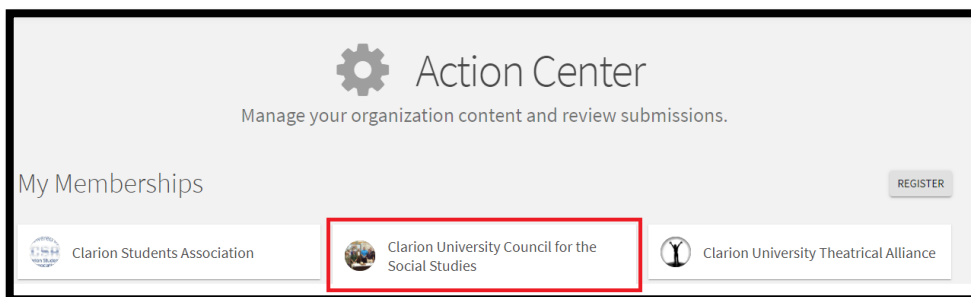 Action Center
Manage your organization content and review submissions.
My Memberships
REGISTER
CSA
Clarion Students Association
Clarion University Council for the
Social Studies
Clarion University Theatrical Alliance